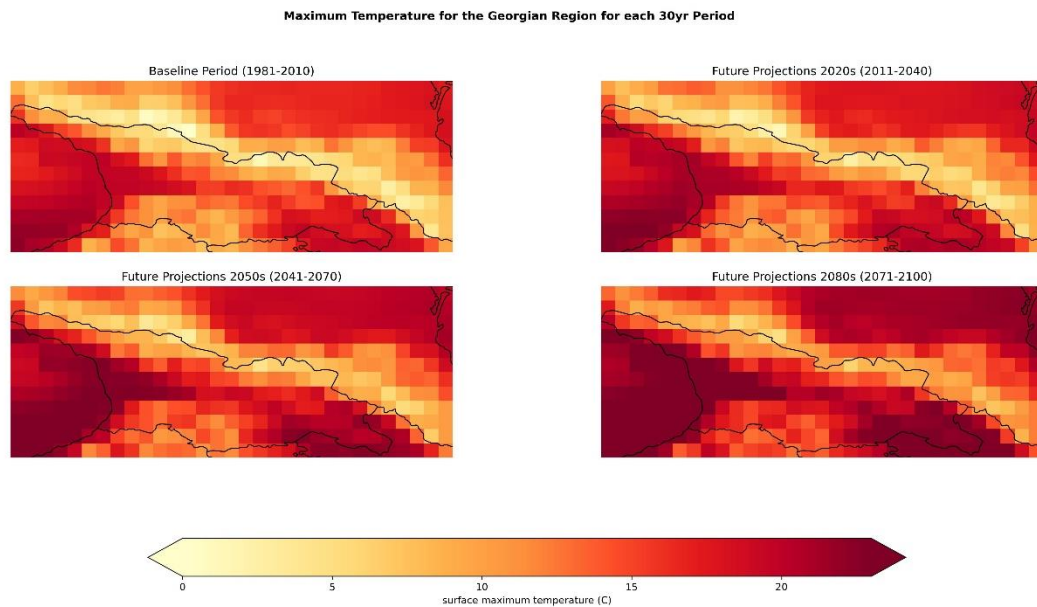 Maximum Temperature for the Georgian Region for each 30yr Period
Baseline Period (1981-2010)
Future Projections 2020s (2011-2040)
Future Projections 2050s (2041-2070)
Future Projections 2080s (2071-2100)
0 5 10 15 20
surface maximum temperature (C)